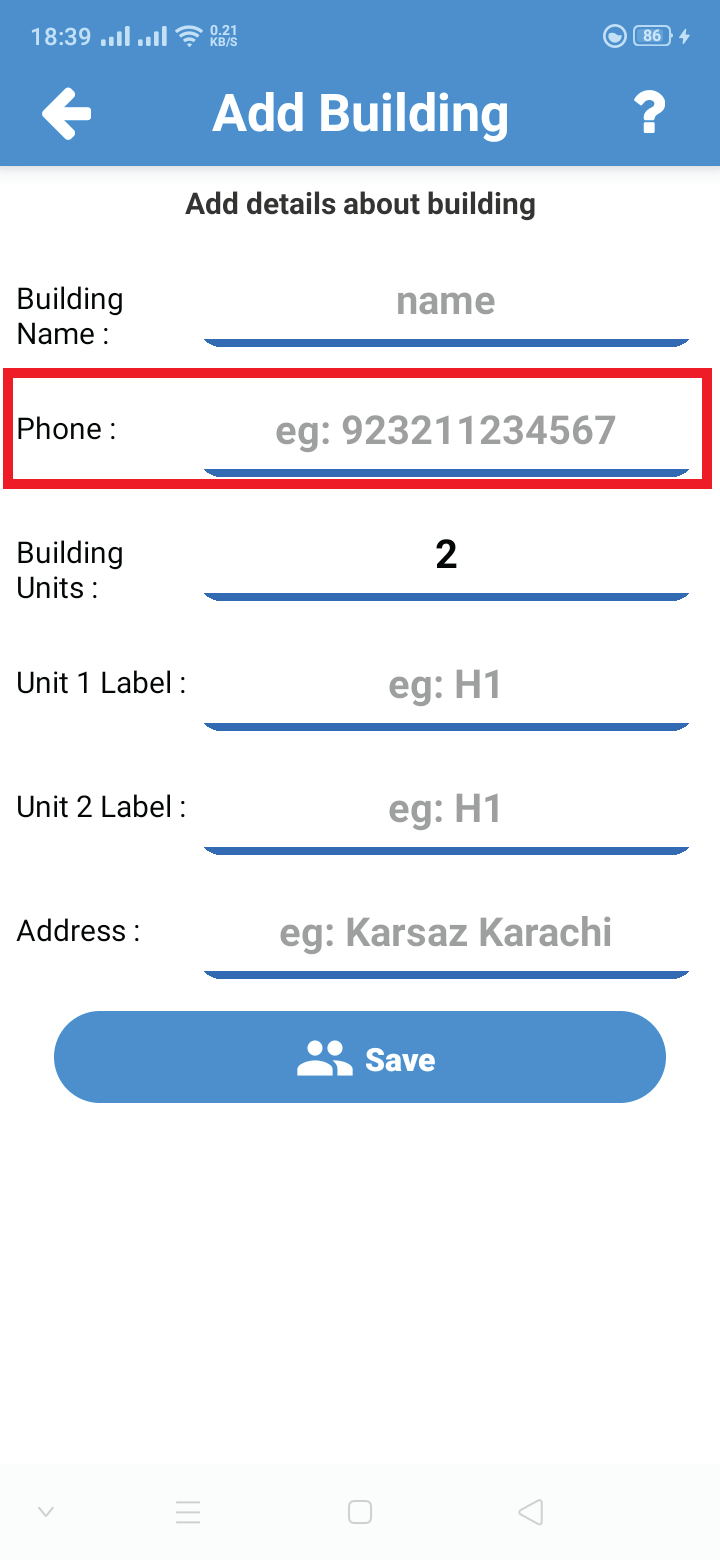 18:39 0.21 KB/S 86
Add Building ?
Add details about building
Building Name : name
Phone : eg: 923211234567
Building Units : 2
Unit 1 Label : eg: H1
Unit 2 Label : eg: H1
Address : eg: Karsaz Karachi
Save